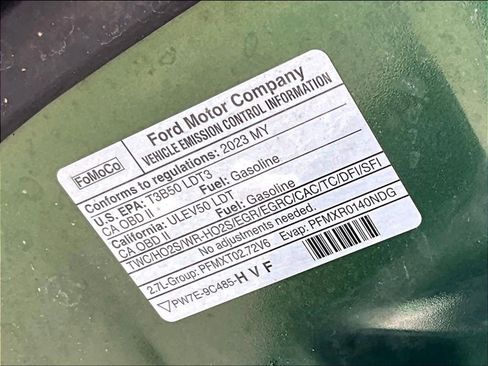 FoMoCo
Ford Motor Company
VEHICLE EMISSION CONTROL INFORMATION
Conforms to regulations: 2023 MY
U.S. EPA: T3B50 LDT3 Fuel: Gasoline
CA OBD II
California: ULEV50 LDT Fuel: Gasoline
CA OBD II
TWC/HO2S/WR-HO2S/EGR/EGRC/CAC/TC/DFI/SFI
No adjustments needed.
2.7L-Group: PFMXT02.72V6 Evap: PFMXR0140NDG
▽PW7E-9C485-H V F